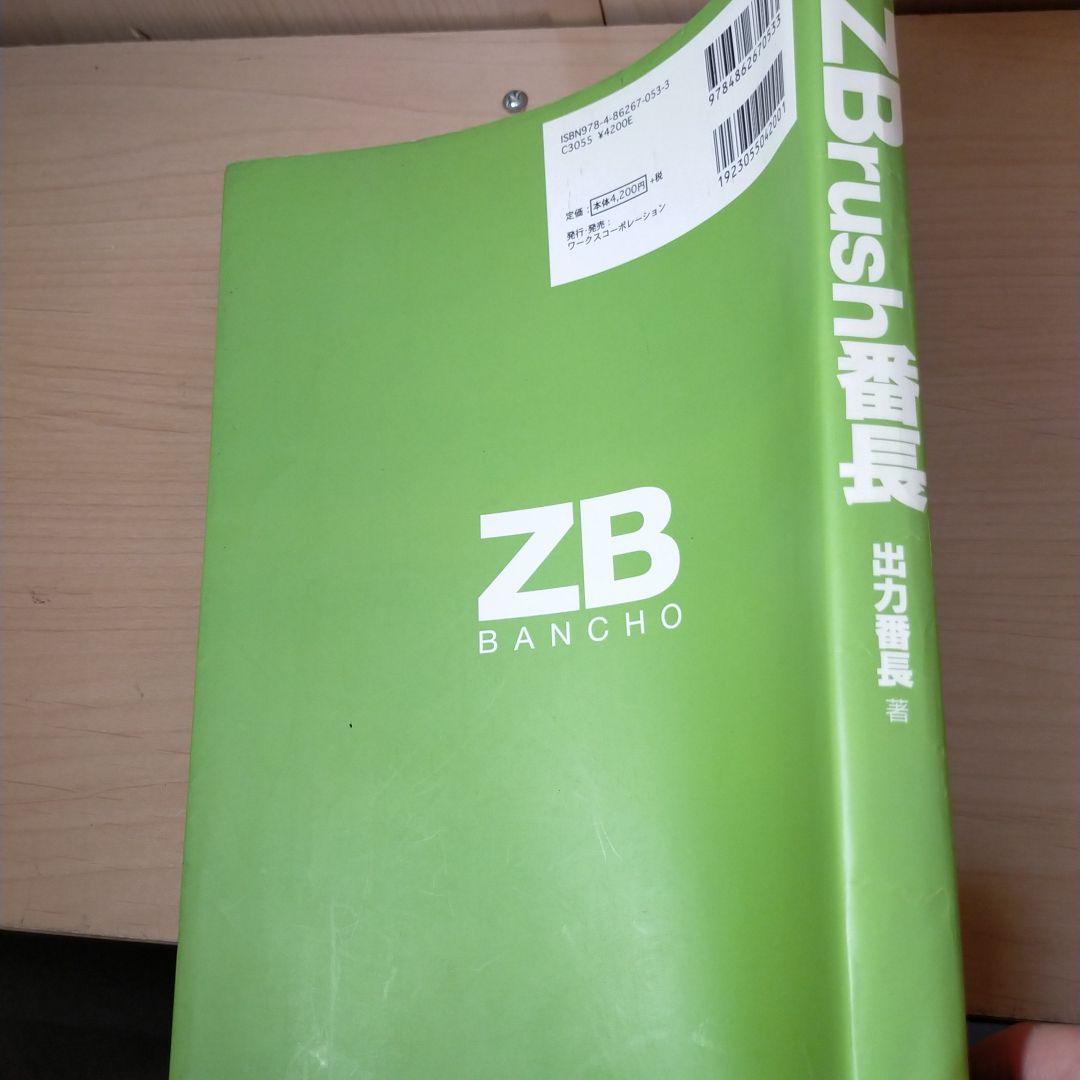 9784862670533
ISBN978-4-86267-053-3
C3055 ¥4200E
1923055042001
定価：本体4,200円+税
発行・発売：
ワークスコーポレーション
ZB
BANCHO
ZBrush番長
出力番長 著